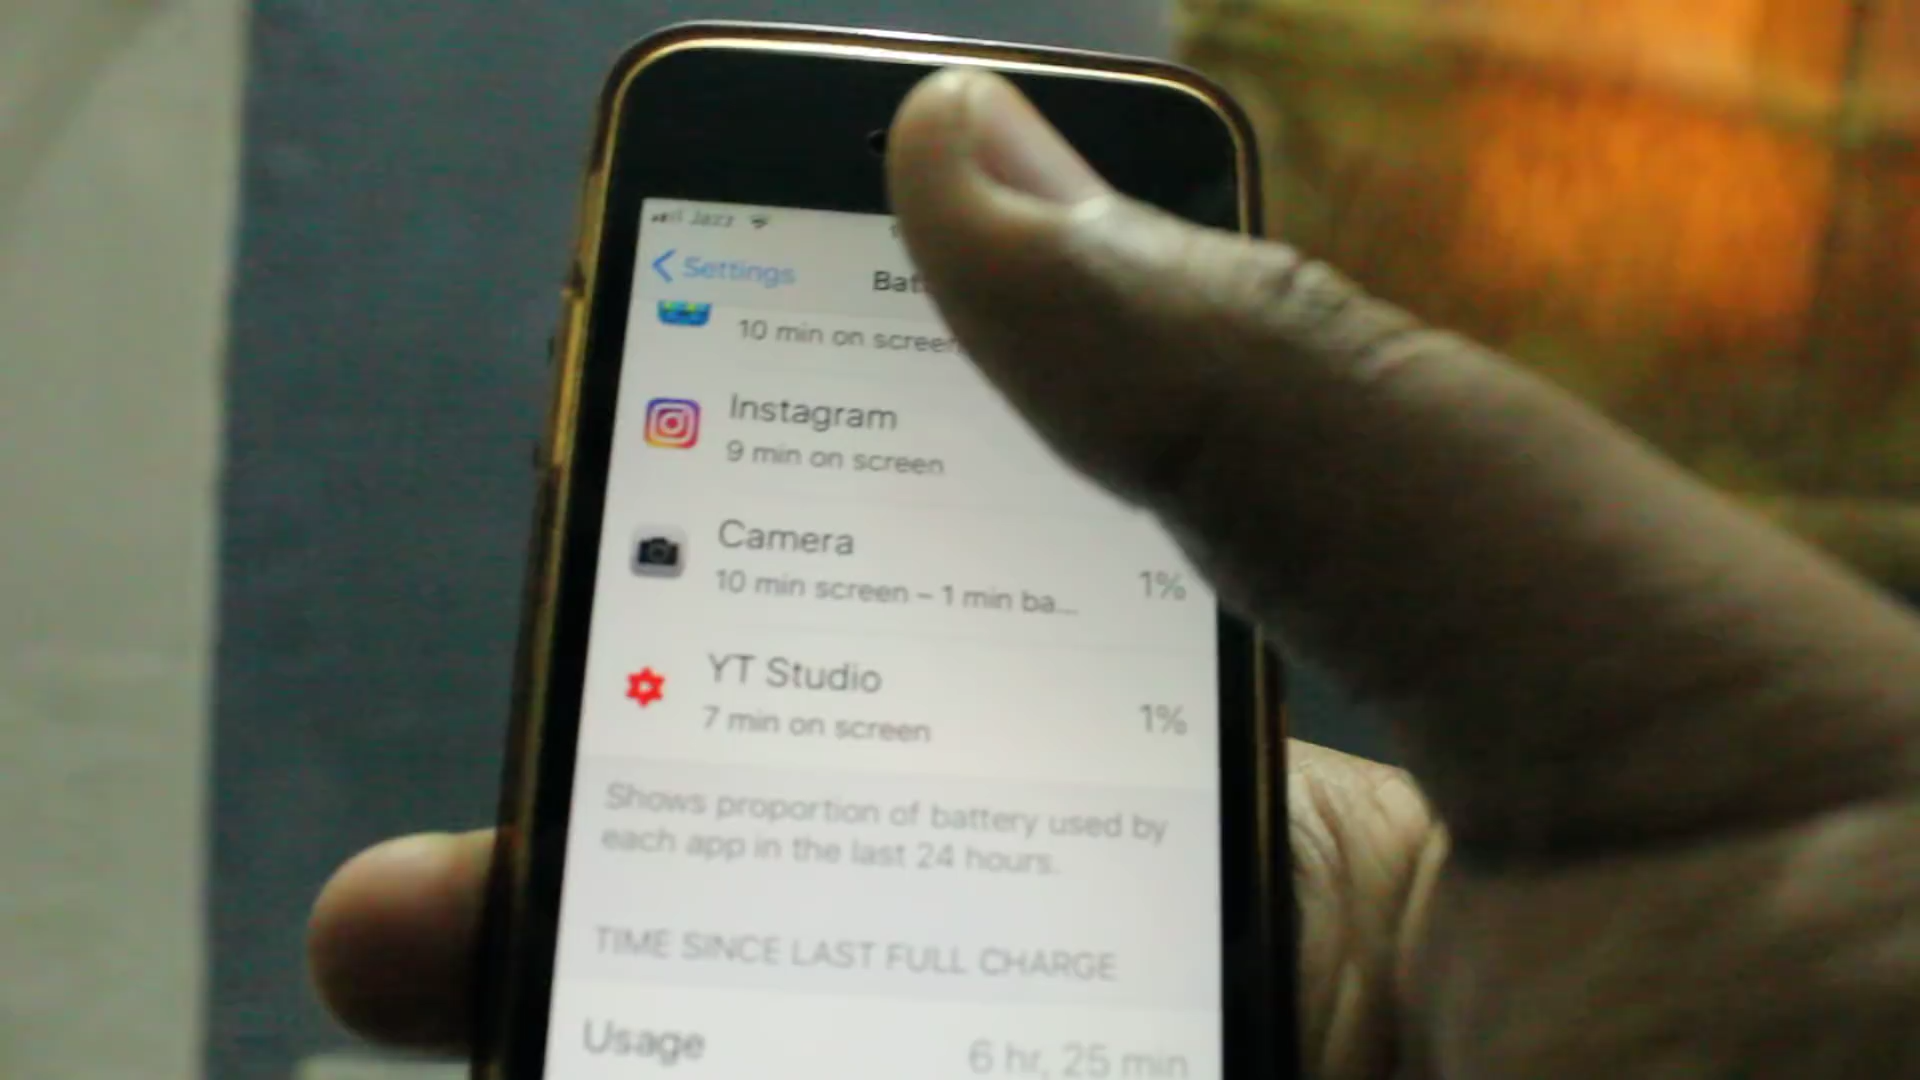 Jazz
Settings
10 min on screen
Instagram
9 min on screen
Camera
10 min screen – 1 min ba...
1%
YT Studio
7 min on screen
1%
Shows proportion of battery used by
each app in the last 24 hours.
TIME SINCE LAST FULL CHARGE
Usage
6 hr, 25 min